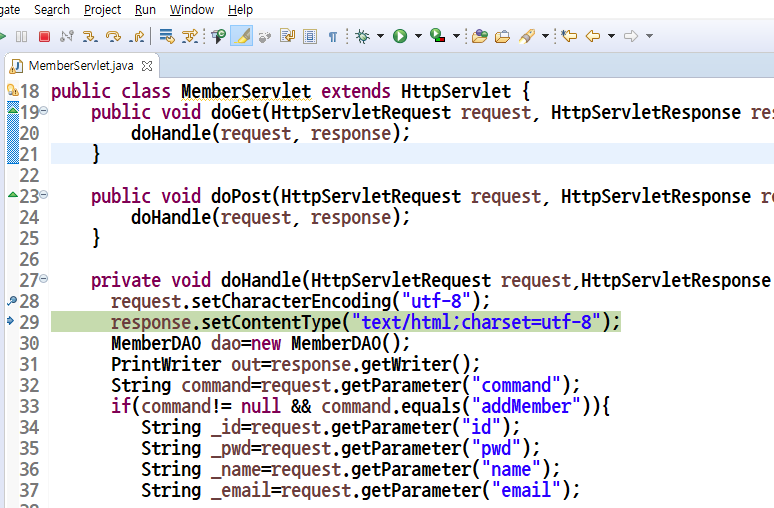 gate Search Project Run Window Help
MemberServlet.java
18 public class MemberServlet extends HttpServlet {
19 public void doGet(HttpServletRequest request, HttpServletResponse res
20 doHandle(request, response);
21 }
22
23 public void doPost(HttpServletRequest request, HttpServletResponse re
24 doHandle(request, response);
25 }
26
27 private void doHandle(HttpServletRequest request,HttpServletResponse
28 request.setCharacterEncoding("utf-8");
29 response.setContentType("text/html;charset=utf-8");
30 MemberDAO dao=new MemberDAO();
31 PrintWriter out=response.getWriter();
32 String command=request.getParameter("command");
33 if(command!= null && command.equals("addMember")){
34 String _id=request.getParameter("id");
35 String _pwd=request.getParameter("pwd");
36 String _name=request.getParameter("name");
37 String _email=request.getParameter("email");